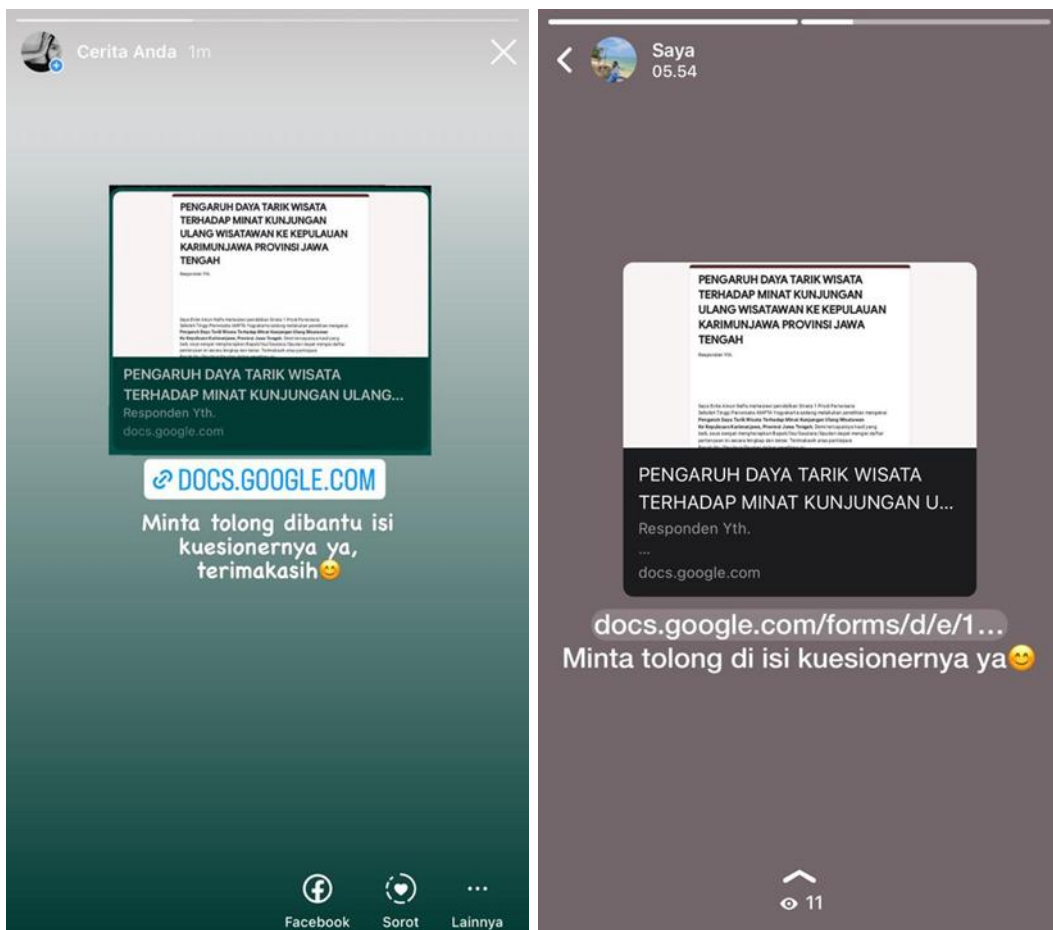 Cerita Anda 1m
PENGARUH DAYA TARIK WISATA
TERHADAP MINAT KUNJUNGAN
ULANG WISATAWAN KE KEPULAUAN
KARIMUNJAWA PROVINSI JAWA
TENGAH
Responden Yth.
PENGARUH DAYA TARIK WISATA
TERHADAP MINAT KUNJUNGAN ULANG...
Responden Yth.
docs.google.com
DOCS.GOOGLE.COM
Minta tolong dibantu isi
kuesionernya ya,
terimakasih😊
Facebook Sorot Lainnya
Saya
05.54
PENGARUH DAYA TARIK WISATA
TERHADAP MINAT KUNJUNGAN
ULANG WISATAWAN KE KEPULAUAN
KARIMUNJAWA PROVINSI JAWA
TENGAH
Responden Yth.
PENGARUH DAYA TARIK WISATA
TERHADAP MINAT KUNJUNGAN U...
Responden Yth.
...
docs.google.com
docs.google.com/forms/d/e/1...
Minta tolong di isi kuesionernya ya😊
11